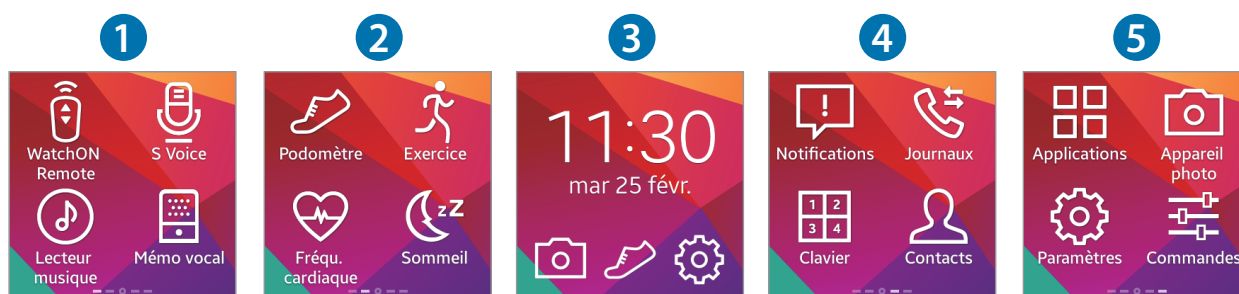 1
2
3
4
5
WatchON
Remote
S Voice
Lecteur
musique
Mémo vocal
Podomètre
Exercice
Fréqu.
cardiaque
zZ
Sommeil
11:30
mar 25 févr.
!
Notifications
Journaux
1 2
3 4
Clavier
Contacts
Applications
Appareil
photo
Paramètres
Commandes